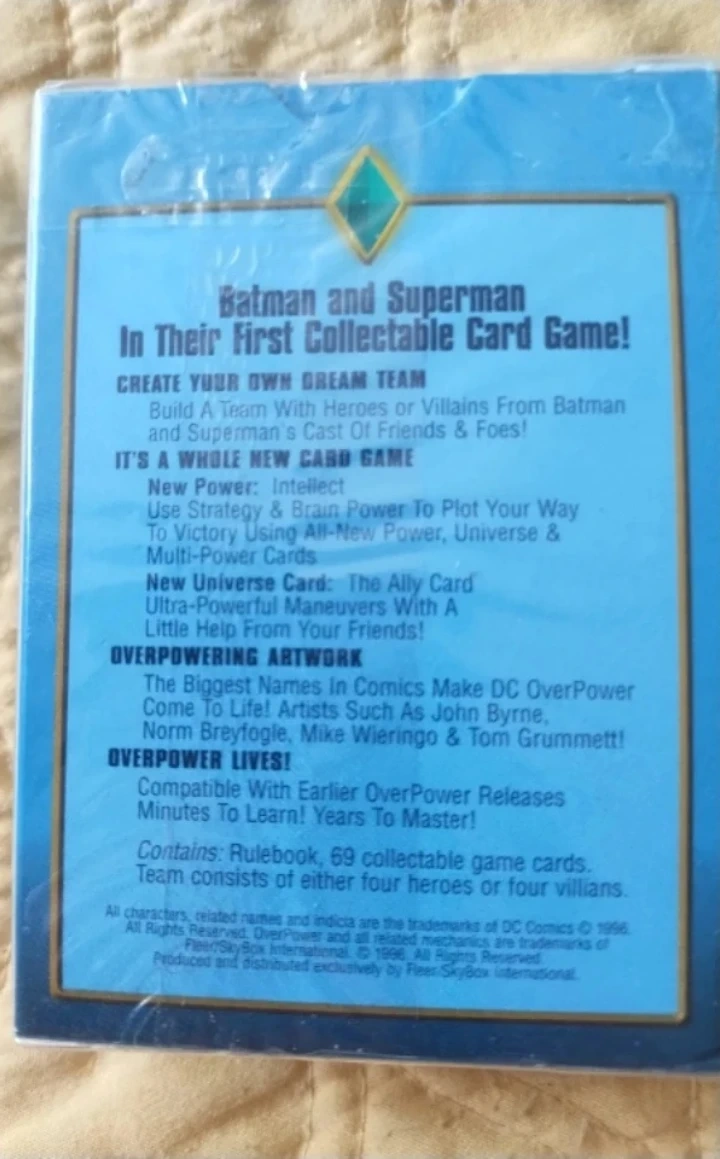 Batman and Superman
In Their First Collectable Card Game!
CREATE YOUR OWN DREAM TEAM
Build A Team With Heroes or Villains From Batman
and Superman's Cast Of Friends & Foes!
IT'S A WHOLE NEW CARD GAME
New Power: Intellect
Use Strategy & Brain Power To Plot Your Way
To Victory Using All-New Power, Universe &
Multi-Power Cards
New Universe Card: The Ally Card
Ultra-Powerful Maneuvers With A
Little Help From Your Friends!
OVERPOWERING ARTWORK
The Biggest Names In Comics Make DC OverPower
Come To Life! Artists Such As John Byrne,
Norm Breyfogle, Mike Wieringo & Tom Grummett!
OVERPOWER LIVES!
Compatible With Earlier OverPower Releases
Minutes To Learn! Years To Master!
Contains: Rulebook, 69 collectable game cards.
Team consists of either four heroes or four villians.
All characters, related names and indicia are the trademarks of DC Comics © 1996.
All Rights Reserved. OverPower and all related mechanics are trademarks of
Fleer/SkyBox International. © 1996. All Rights Reserved
Produced and distributed exclusively by Fleer/SkyBox International.